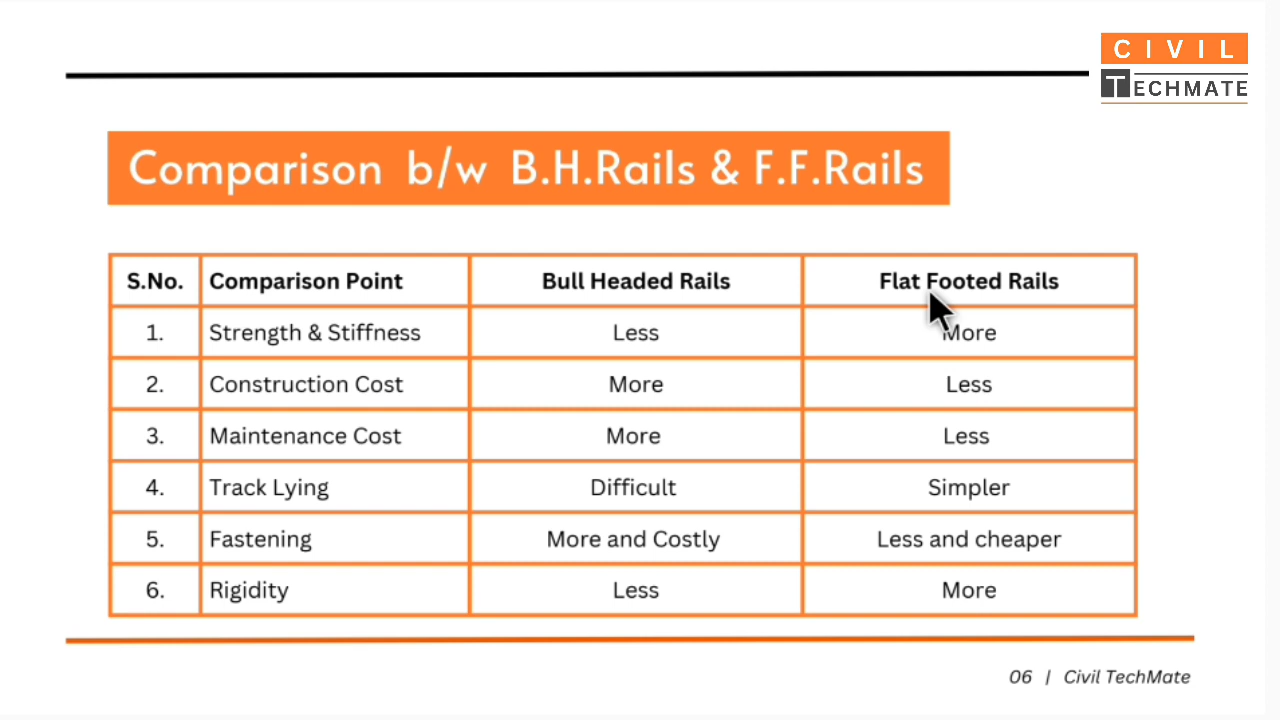 CIVIL
TECHMATE
Comparison b/w B.H.Rails & F.F.Rails
S.No. Comparison Point Bull Headed Rails Flat Footed Rails
1. Strength & Stiffness Less More
2. Construction Cost More Less
3. Maintenance Cost More Less
4. Track Lying Difficult Simpler
5. Fastening More and Costly Less and cheaper
6. Rigidity Less More
06 | Civil TechMate